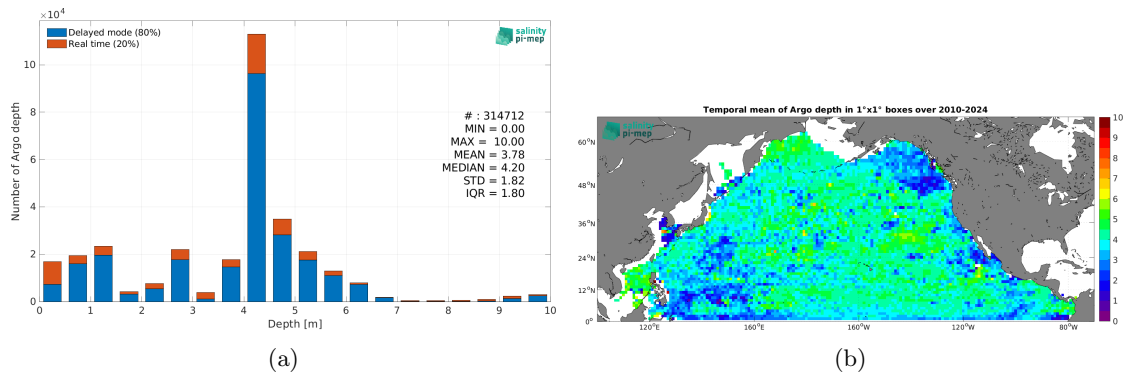 ×10⁴
Delayed mode (80%)
Real time (20%)
salinity
pi-mep
10
8
6
4
2
0
Number of Argo depth
# : 314712
MIN = 0.00
MAX = 10.00
MEAN = 3.78
MEDIAN = 4.20
STD = 1.82
IQR = 1.80
0 1 2 3 4 5 6 7 8 9 10
Depth [m]
(a)
Temporal mean of Argo depth in 1°x1° boxes over 2010-2024
salinity
pi-mep
60°N
48°N
36°N
24°N
12°N
0°
120°E 160°E 160°W 120°W 80°W
10
9
8
7
6
5
4
3
2
1
0
(b)